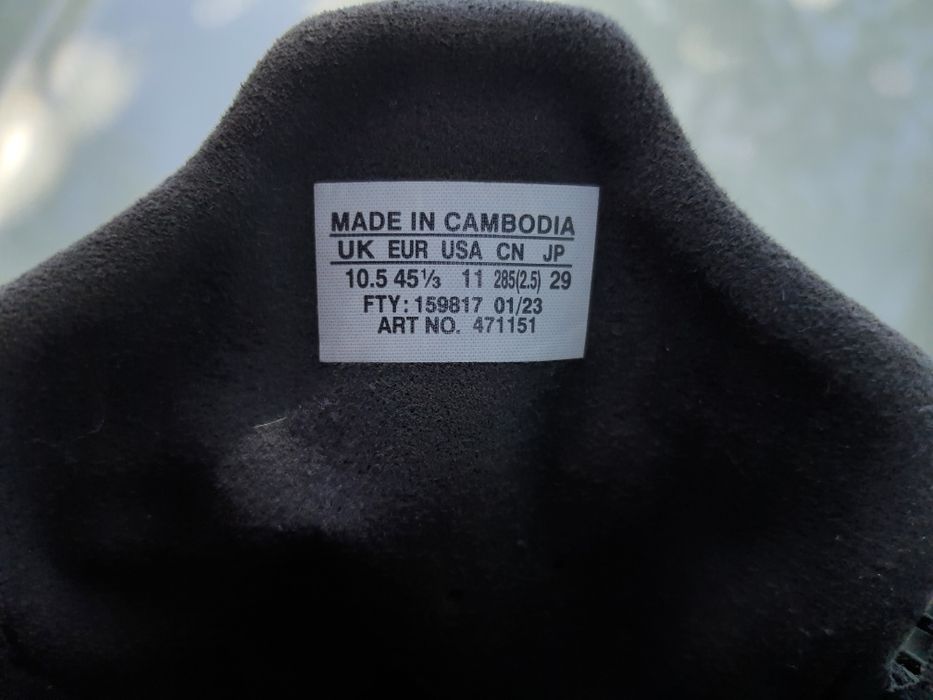 MADE IN CAMBODIA
UK EUR USA CN JP
10.5 45⅓ 11 285(2.5) 29
FTY: 159817 01/23
ART NO. 471151